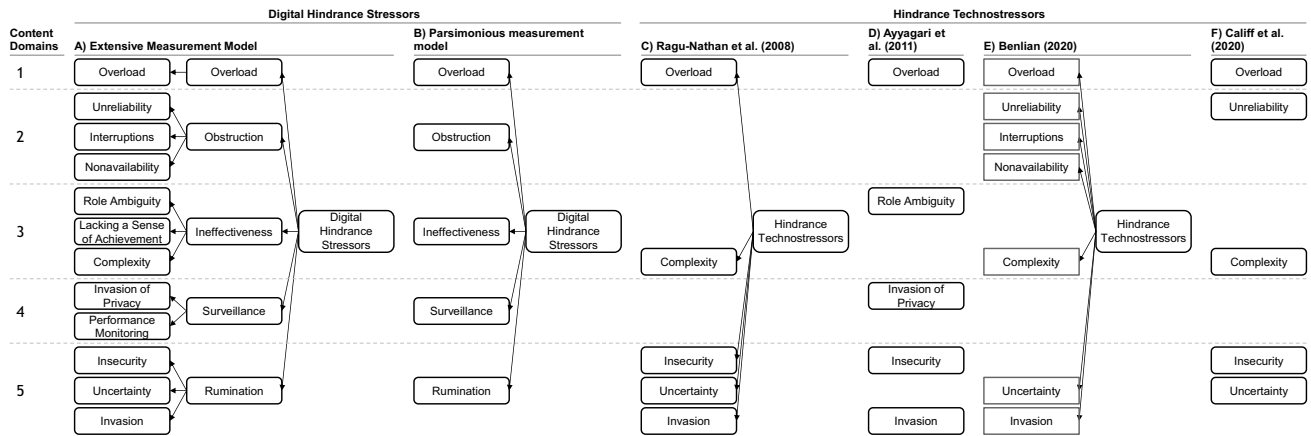 Digital Hindrance Stressors
Hindrance Technostressors
Content
Domains
A) Extensive Measurement Model
B) Parsimonious measurement
model
C) Ragu-Nathan et al. (2008)
D) Ayyagari et
al. (2011)
E) Benlian (2020)
F) Califf et al.
(2020)
1
Overload
Overload
Overload
Overload
Overload
Overload
Overload
2
Unreliability
Interruptions
Nonavailability
Obstruction
Obstruction
Unreliability
Interruptions
Nonavailability
Unreliability
3
Role Ambiguity
Lacking a Sense
of Achievement
Complexity
Ineffectiveness
Digital
Hindrance
Stressors
Ineffectiveness
Digital
Hindrance
Stressors
Complexity
Hindrance
Technostressors
Role Ambiguity
Complexity
Hindrance
Technostressors
Complexity
4
Invasion of
Privacy
Performance
Monitoring
Surveillance
Surveillance
Invasion of
Privacy
5
Insecurity
Uncertainty
Invasion
Rumination
Rumination
Insecurity
Uncertainty
Invasion
Insecurity
Invasion
Uncertainty
Invasion
Insecurity
Uncertainty